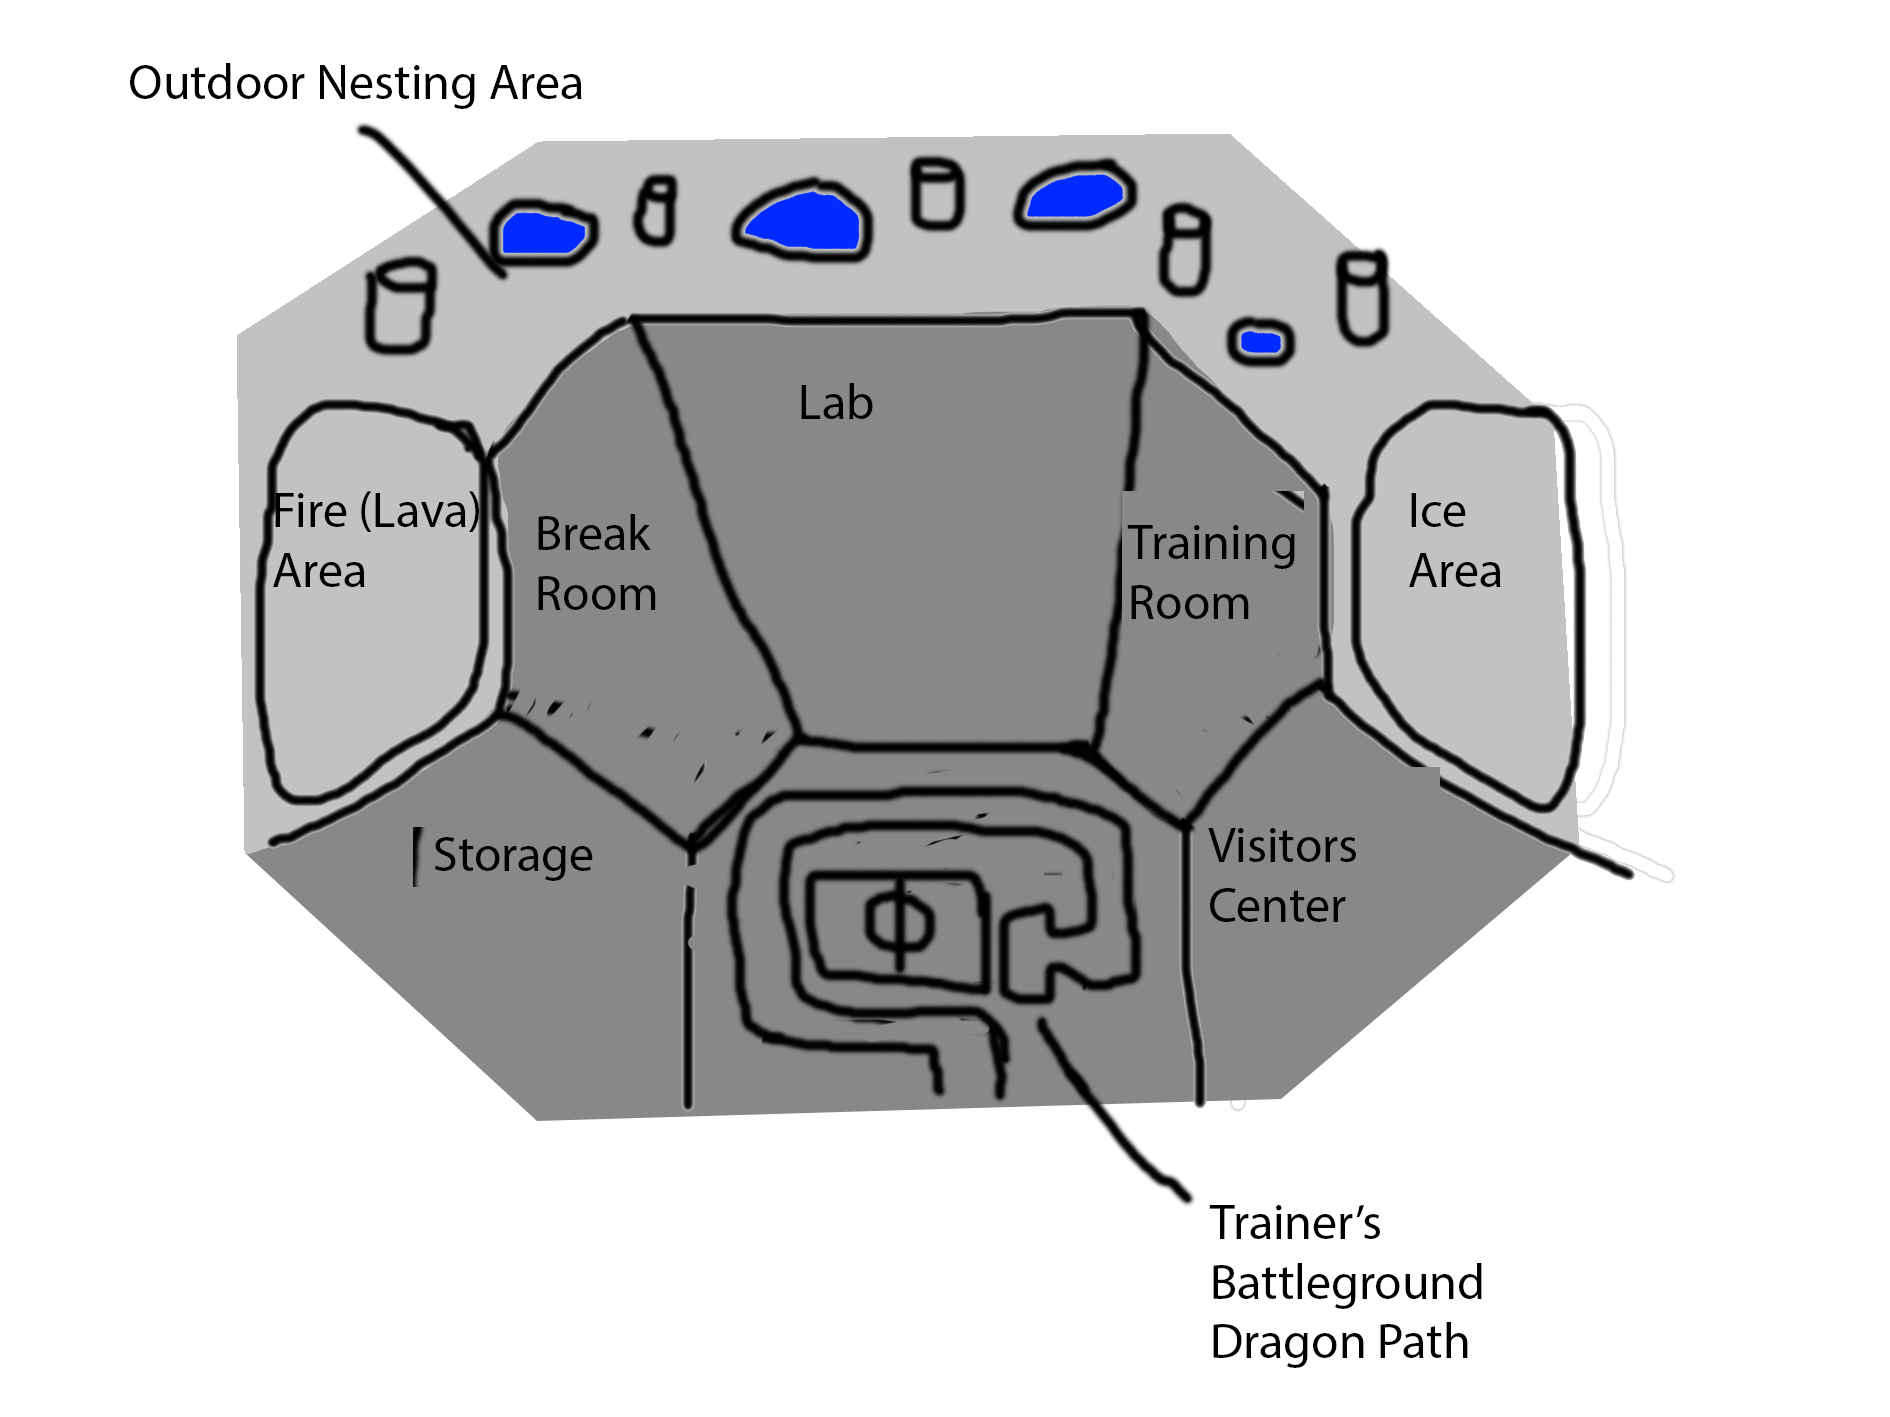 Outdoor Nesting Area
Lab
Fire (Lava)
Area
Break
Room
Training
Room
Ice
Area
Storage
Visitors
Center
Trainer’s
Battleground
Dragon Path